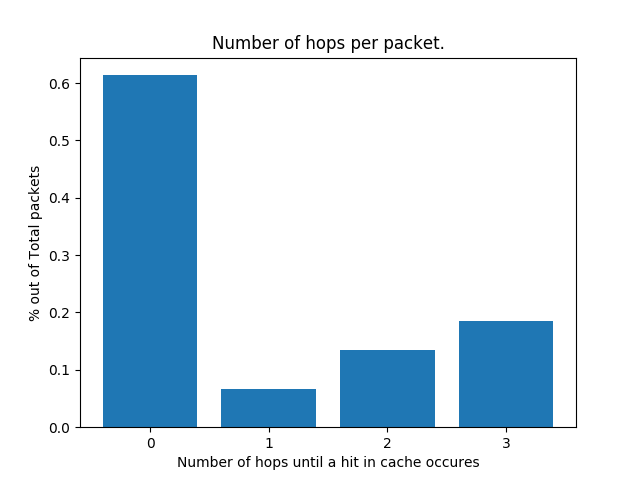 Number of hops per packet.
% out of Total packets
0.6
0.5
0.4
0.3
0.2
0.1
0.0
0 1 2 3
Number of hops until a hit in cache occures